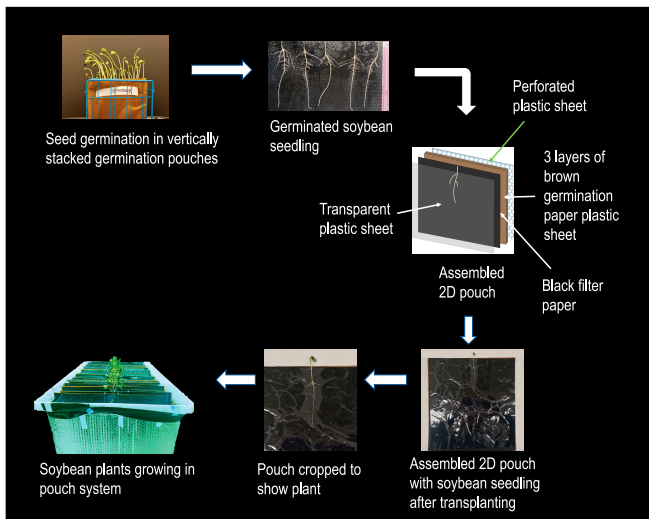 Seed germination in vertically
stacked germination pouches
Germinated soybean
seedling
Perforated
plastic sheet
3 layers of
brown
germination
paper plastic
sheet
Transparent
plastic sheet
Black filter
paper
Assembled
2D pouch
Soybean plants growing in
pouch system
Pouch cropped to
show plant
Assembled 2D pouch
with soybean seedling
after transplanting